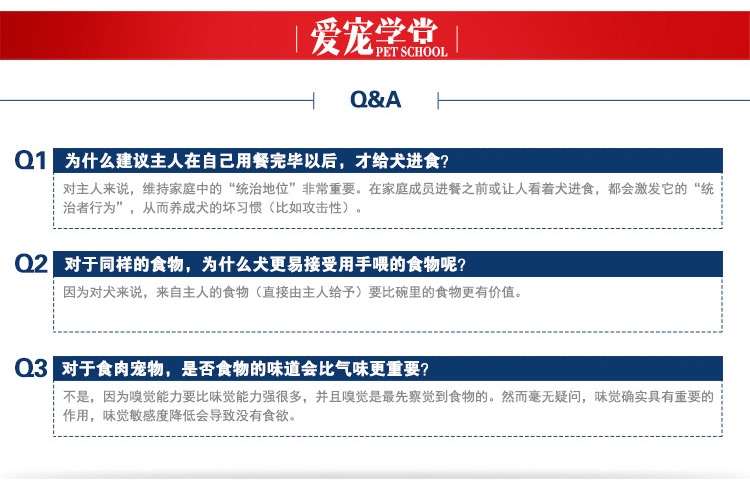 爱宠学堂
PET SCHOOL
Q&A
Q1 为什么建议主人在自己用餐完毕以后，才给犬进食？
对主人来说，维持家庭中的“统治地位”非常重要。在家庭成员进餐之前或让人看着犬进食，都会激发它的“统
治者行为”，从而养成犬的坏习惯（比如攻击性）。
Q2 对于同样的食物，为什么犬更易接受用手喂的食物呢？
因为对犬来说，来自主人的食物（直接由主人给予）要比碗里的食物更有价值。
Q3 对于食肉宠物，是否食物的味道会比气味更重要？
不是，因为嗅觉能力要比味觉能力强很多，并且嗅觉是最先察觉到食物的。然而毫无疑问，味觉确实具有重要的
作用，味觉敏感度降低会导致没有食欲。